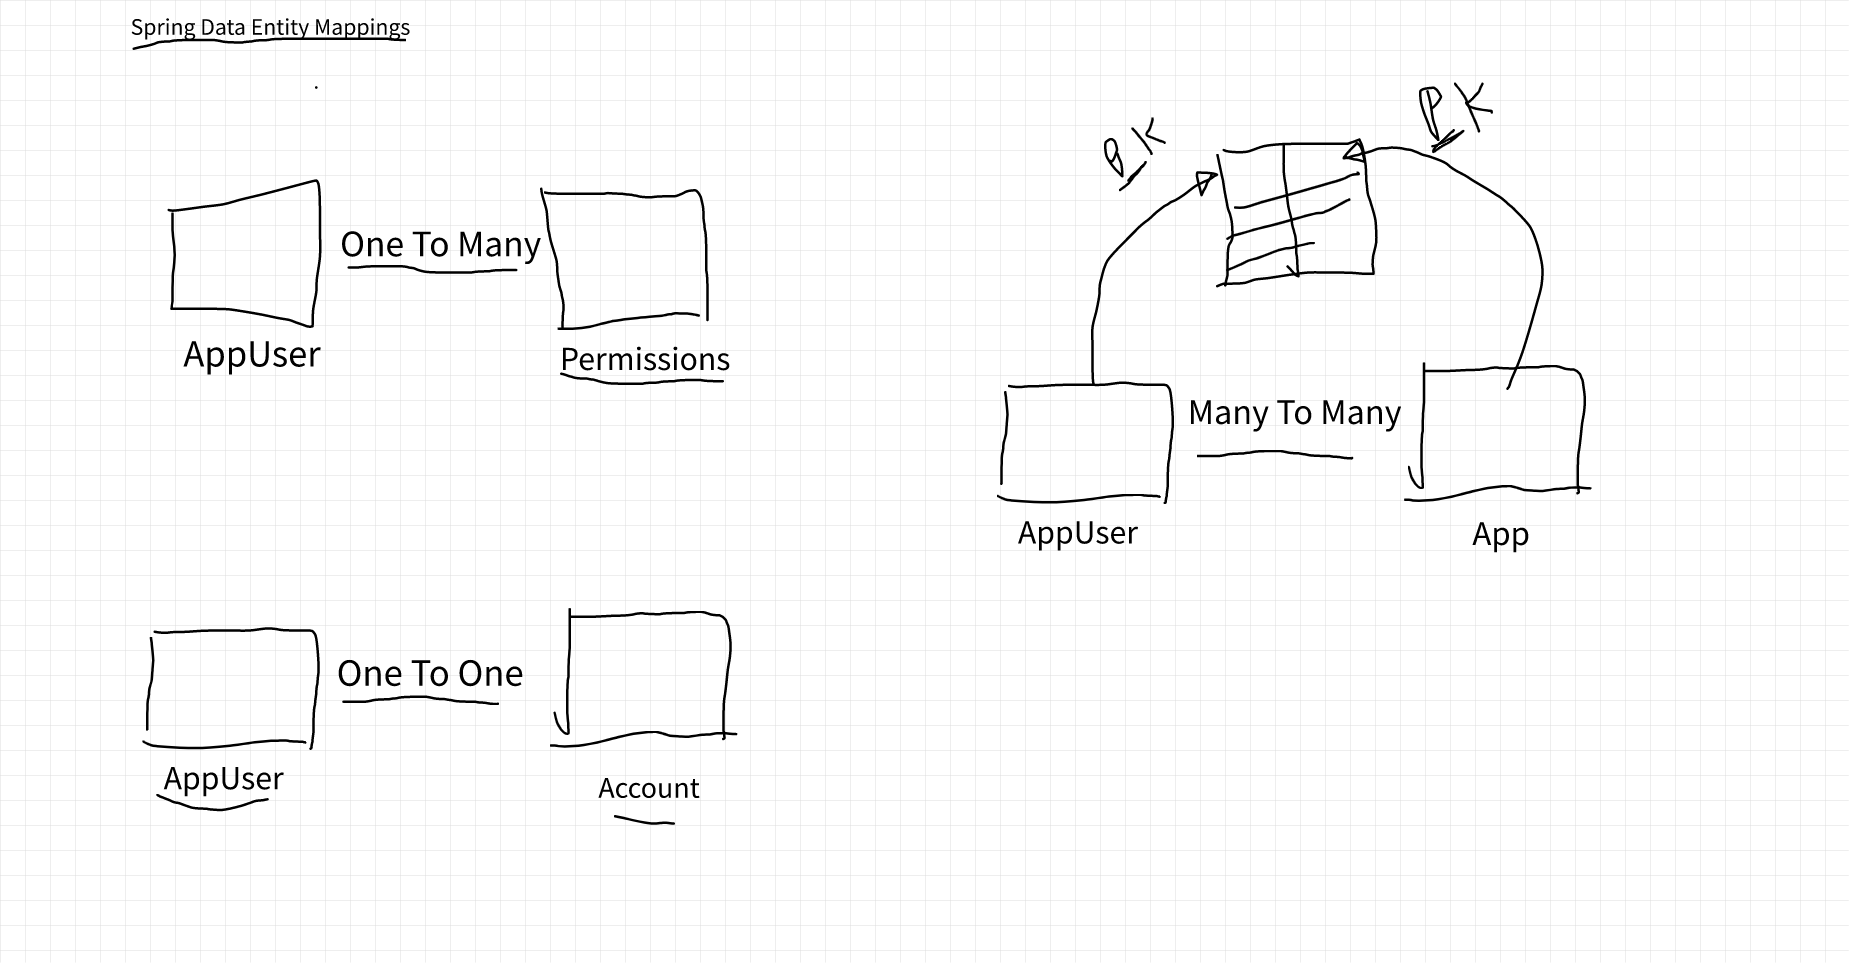 Spring Data Entity Mappings
One To Many
AppUser
Permissions
PK
PK
Many To Many
AppUser
App
One To One
AppUser
Account